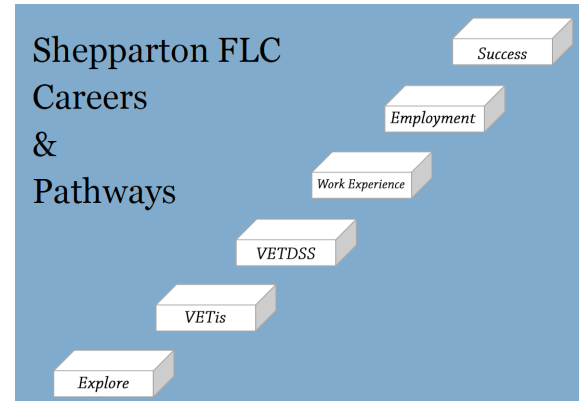 Shepparton FLC
Careers
&
Pathways
Success
Employment
Work Experience
VETDSS
VETis
Explore